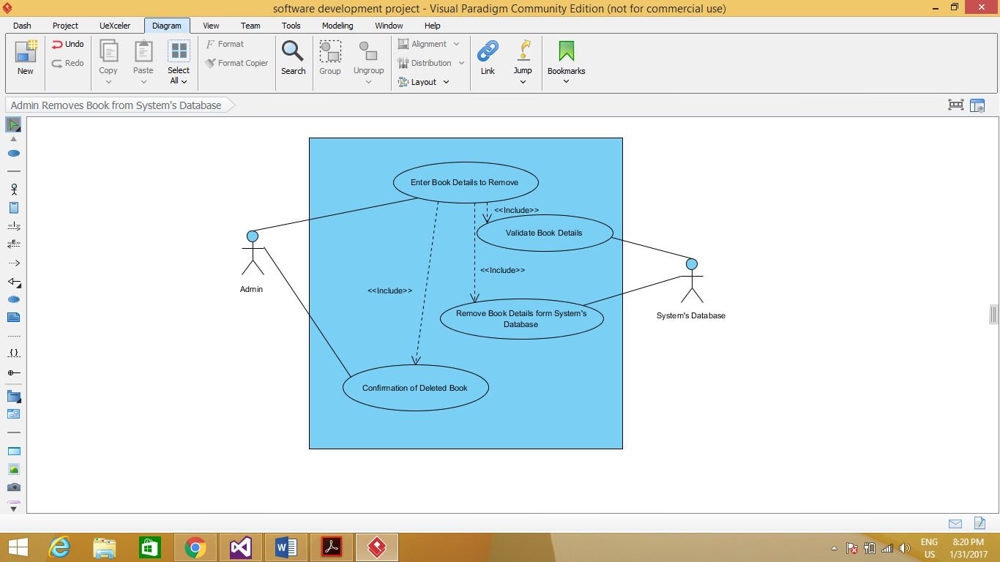 software development project - Visual Paradigm Community Edition (not for commercial use)
Dash Project UeXceler Diagram View Team Tools Modeling Window Help
New
Undo
Redo
Copy
Paste
Select
All
Format
Format Copier
Search
Group
Ungroup
Alignment
Distribution
Layout
Link
Jump
Bookmarks
Admin Removes Book from System's Database
Enter Book Details to Remove
<<Include>>
Validate Book Details
<<Include>>
Admin
<<Include>>
Remove Book Details form System's
Database
System's Database
Confirmation of Deleted Book
ENG
US
8:20 PM
1/31/2017